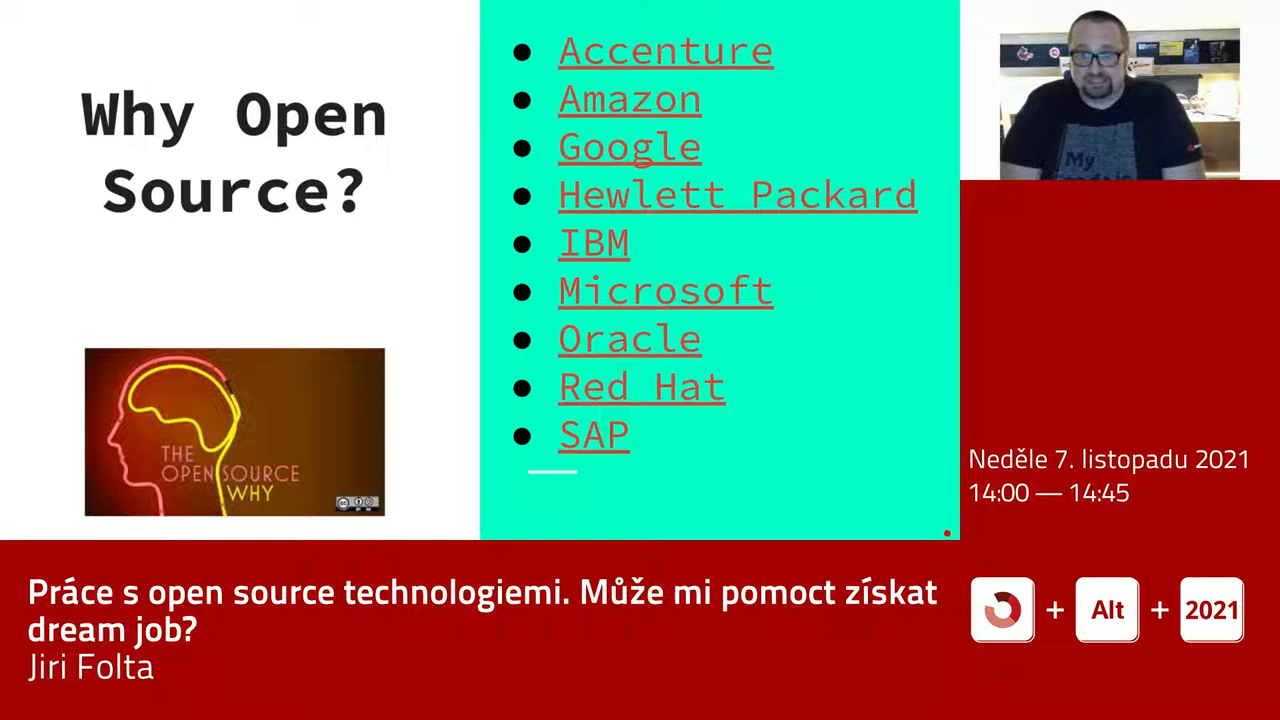 Why Open
Source?
THE
OPEN SOURCE
WHY
Accenture
Amazon
Google
Hewlett Packard
IBM
Microsoft
Oracle
Red Hat
SAP
My
Neděle 7. listopadu 2021
14:00 — 14:45
Práce s open source technologiemi. Může mi pomoct získat
dream job?
Jiri Folta
+ Alt + 2021